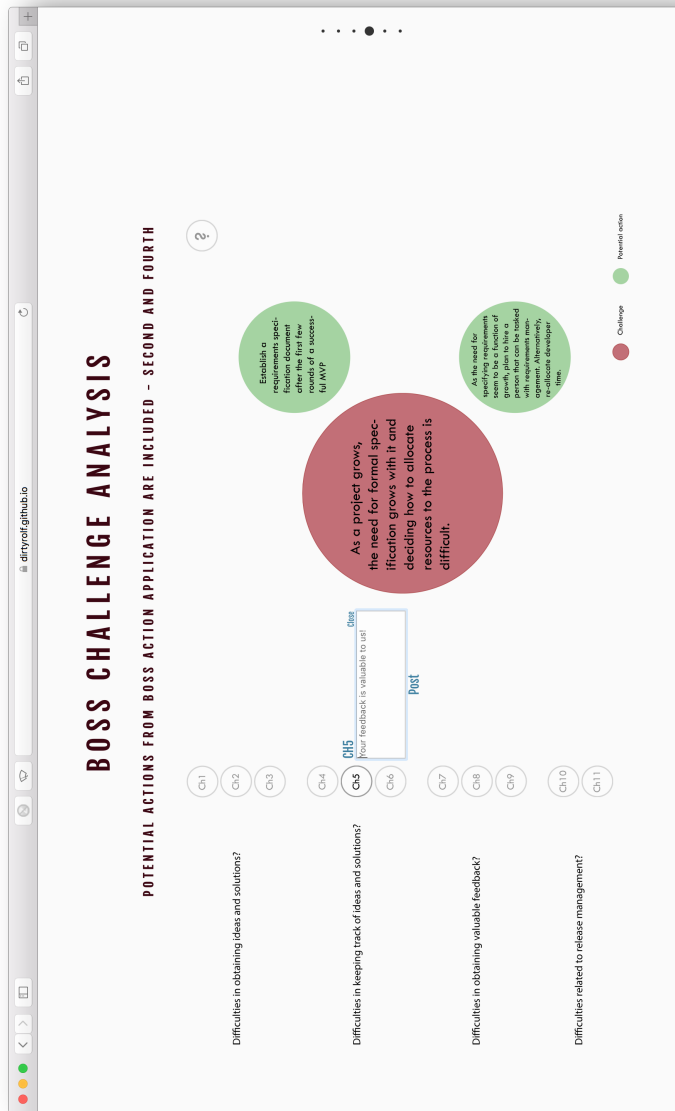 dirtyrolf.github.io
BOSS CHALLENGE ANALYSIS
POTENTIAL ACTIONS FROM BOSS ACTION APPLICATION ARE INCLUDED - SECOND AND FOURTH
?
Difficulties in obtaining ideas and solutions?
Ch1
Ch2
Ch3
Difficulties in keeping track of ideas and solutions?
Ch4
Ch5
Ch6
Difficulties in obtaining valuable feedback?
Ch7
Ch8
Ch9
Difficulties related to release management?
Ch10
Ch11
CH5
Close
Your feedback is valuable to us!
Post
As a project grows,
the need for formal spec-
ification grows with it and
deciding how to allocate
resources to the process is
difficult.
Establish a
requirements speci-
fication document
after the first few
rounds of a success-
ful MVP
As the need for
specifying requirements
seem to be a function of
growth, plan to hire a
person that can be tasked
with requirements man-
agement. Alternatively,
re-allocate developer
time.
Challenge
Potential action